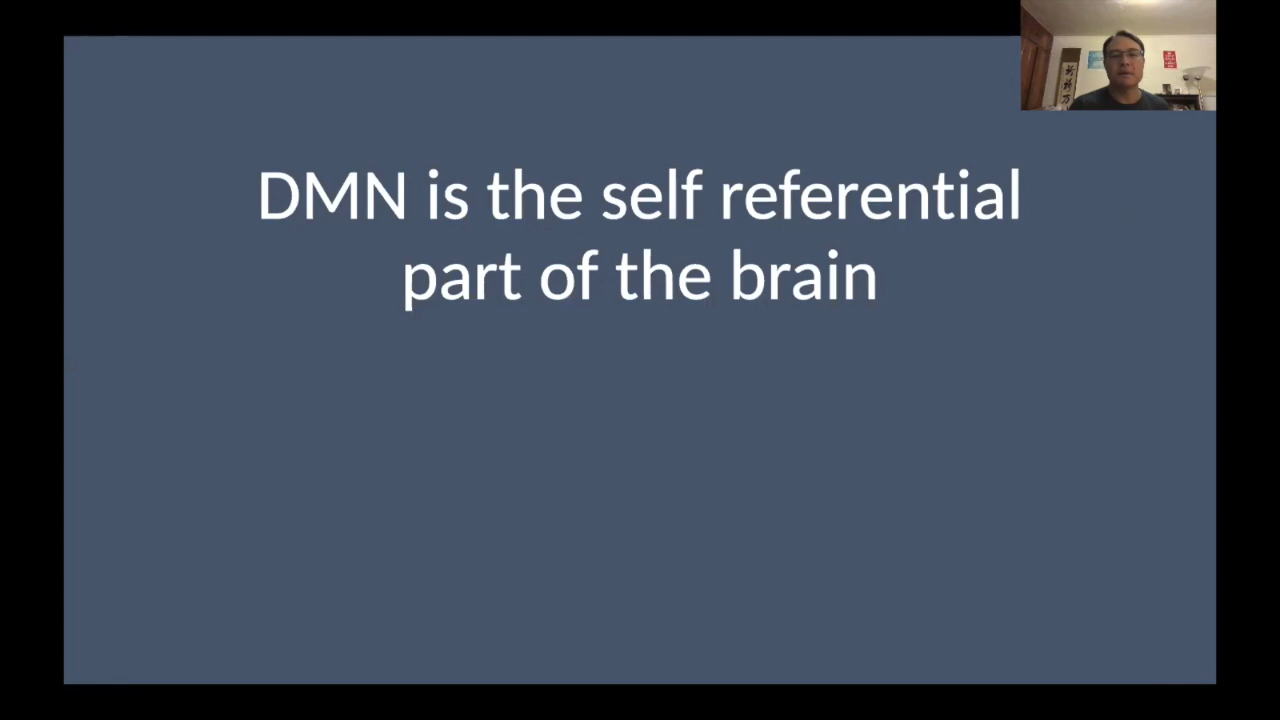 DMN is the self referential
part of the brain